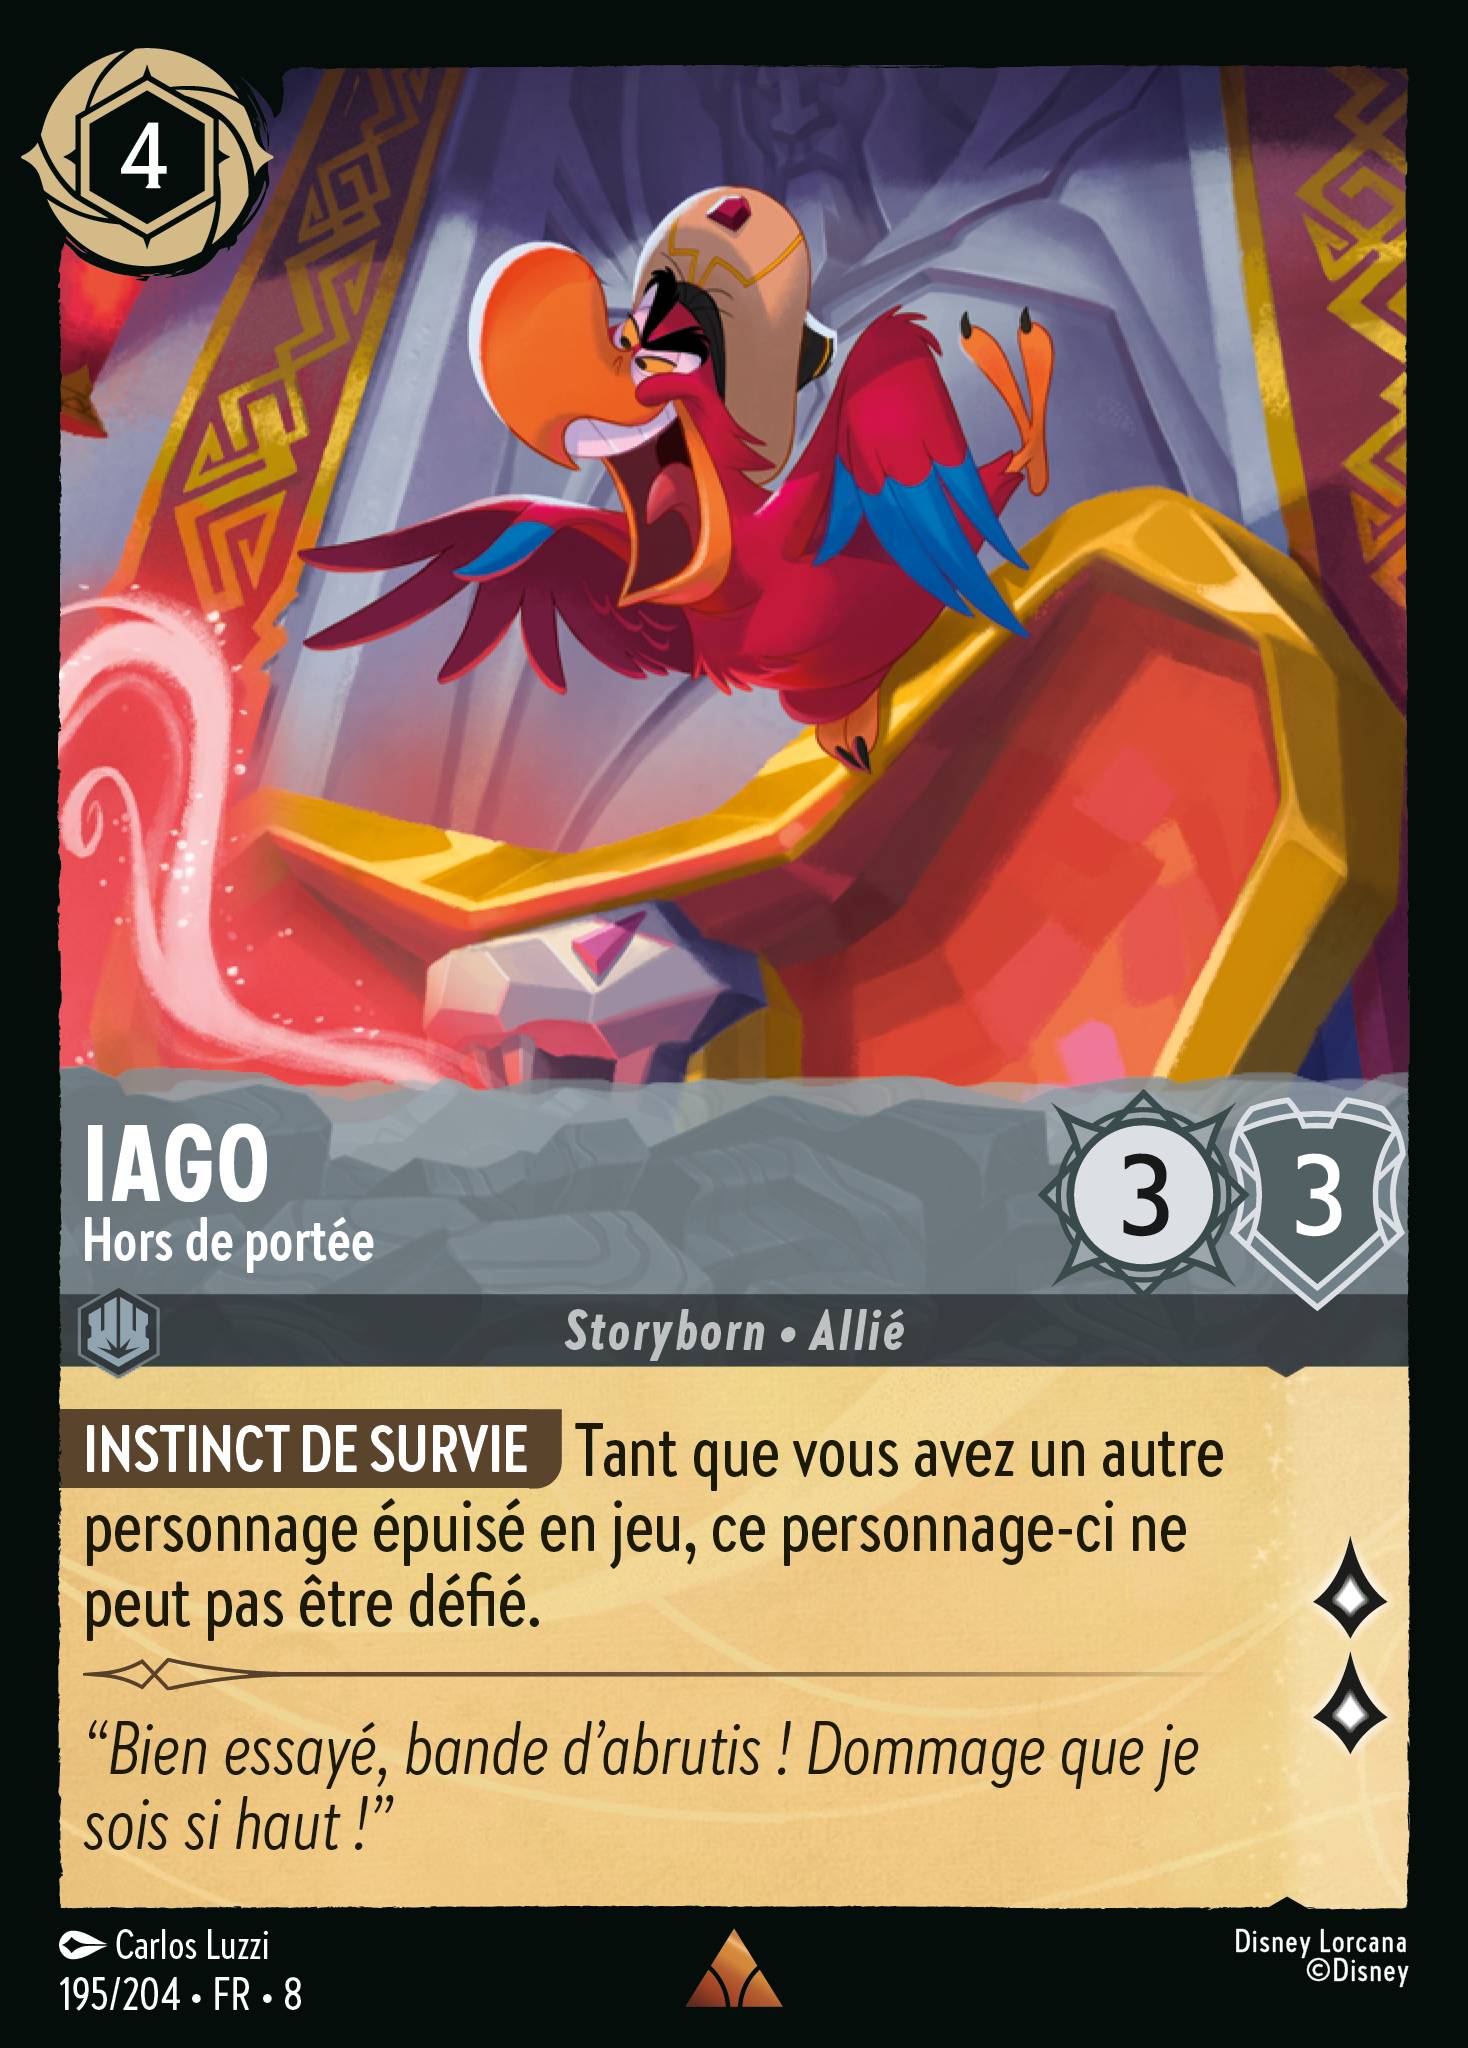 4
IAGO
Hors de portée
3
3
Storyborn • Allié
INSTINCT DE SURVIE Tant que vous avez un autre
personnage épuisé en jeu, ce personnage-ci ne
peut pas être défié.
“Bien essayé, bande d’abrutis ! Dommage que je
sois si haut !”
Carlos Luzzi
195/204 • FR • 8
Disney Lorcana
©Disney